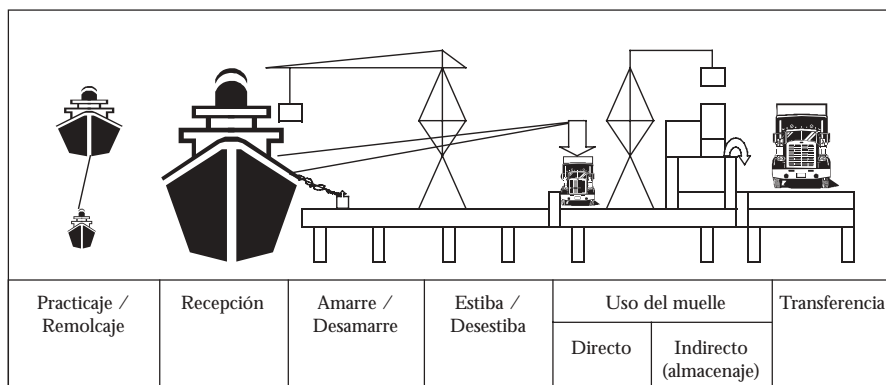 Practicaje /
Remolcaje
Recepción
Amarre /
Desamarre
Estiba /
Desestiba
Uso del muelle
Directo
Indirecto
(almacenaje)
Transferencia